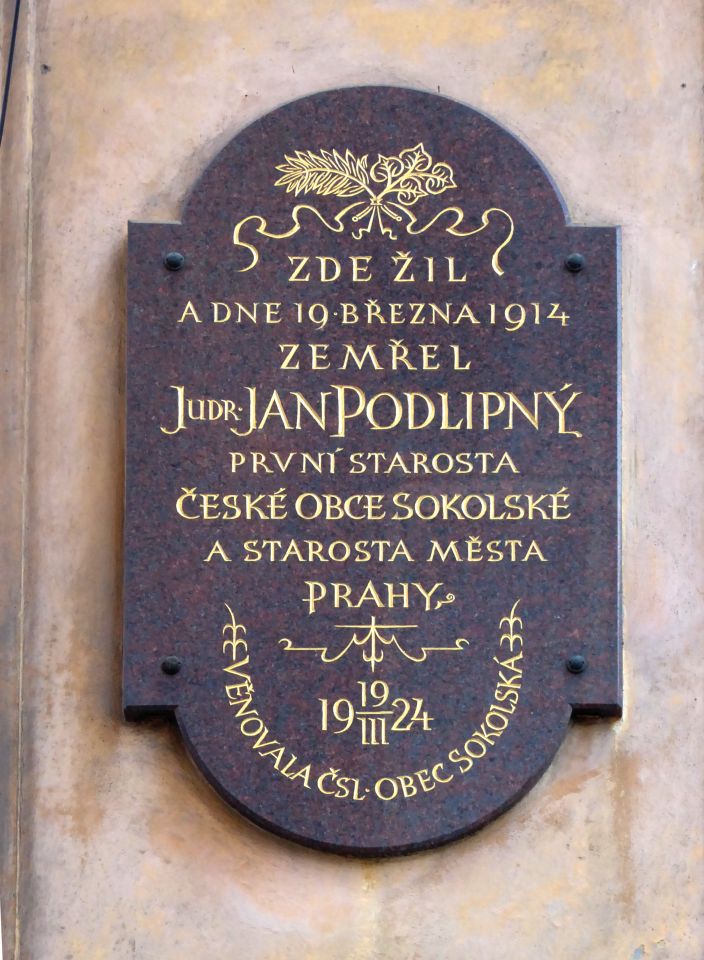 ZDE ŽIL
A DNE 19·BŘEZNA 1914
ZEMŘEL
JUDR· JAN PODLIPNÝ
PRVNÍ STAROSTA
ČESKÉ OBCE SOKOLSKÉ
A STAROSTA MĚSTA
PRAHY
19 19/III 24
VĚNOVALA ČSL· OBEC SOKOLSKÁ